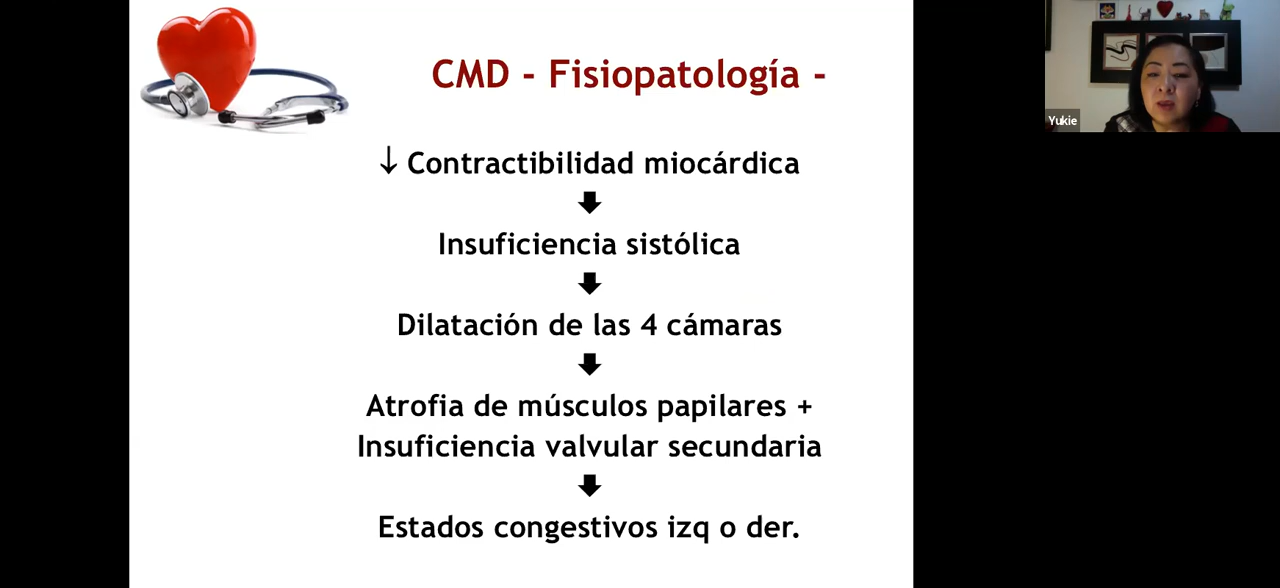 CMD - Fisiopatología -
↓ Contractibilidad miocárdica
Insuficiencia sistólica
Dilatación de las 4 cámaras
Atrofia de músculos papilares +
Insuficiencia valvular secundaria
Estados congestivos izq o der.
Yukie